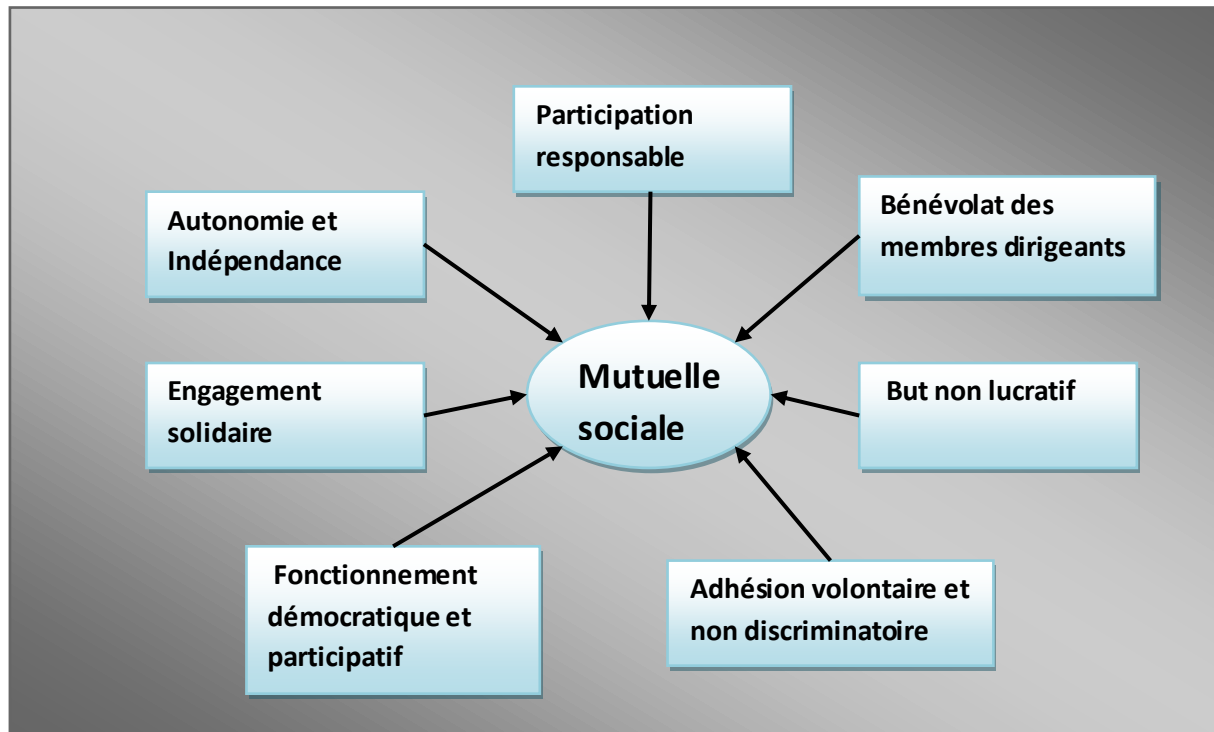 Participation
responsable
Autonomie et
Indépendance
Bénévolat des
membres dirigeants
Engagement
solidaire
Mutuelle
sociale
But non lucratif
Fonctionnement
démocratique et
participatif
Adhésion volontaire et
non discriminatoire